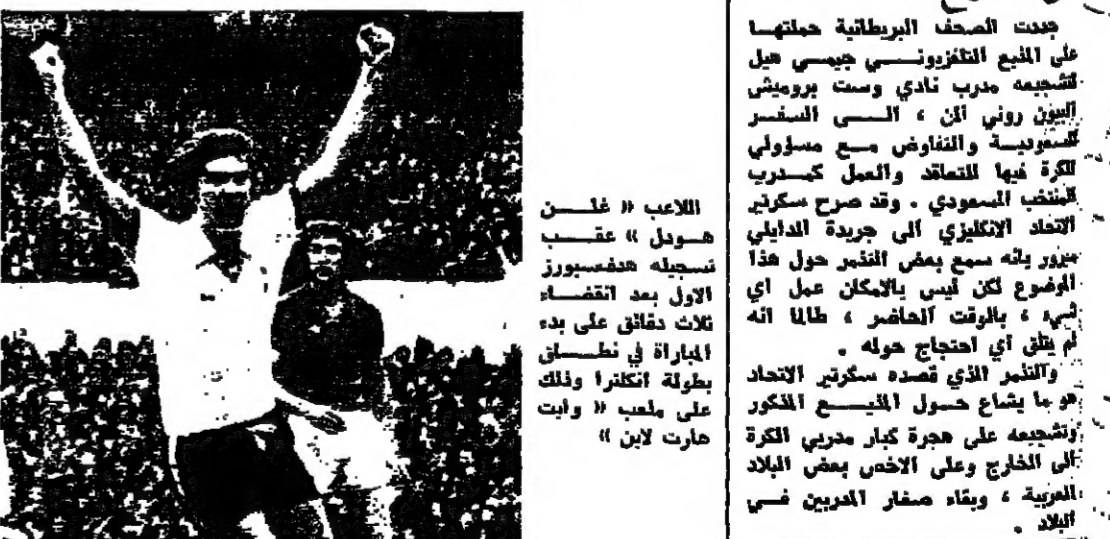 جددت الصحف البريطانية حملتها
على المذيع التلفزيوني جيمي هيل
لتشجيعه مدرب نادي وست بروميتش
البيون روني الن ، الى السفر
للسعودية والتفاوض مع مسؤولي
الكرة فيها للتعاقد والعمل كمدرب
للمنتخب السعودي . وقد صرح سكرتير
الاتحاد الانكليزي الى جريدة الدايلي
ميرور بانه سمع بعض التذمر حول هذا
الموضوع لكن ليس بالامكان عمل اي
شيء ، بالوقت الحاضر ، طالما انه
لم يتلق أي احتجاج حوله .
والتذمر الذي قصده سكرتير الاتحاد
هو ما يشاع حول المذيع المذكور
وتشجيعه على هجرة كبار مدربي الكرة
الى الخارج وعلى الاخص بعض البلاد
العربية ، وبقاء صغار المدربين في
البلاد .
اللاعب « غلن
هودل » عقب
تسجيله هدف سبورز
الاول بعد انقضاء
ثلاث دقائق على بدء
المباراة في نطاق
بطولة انكلترا وذلك
على ملعب « وايت
هارت لاين »